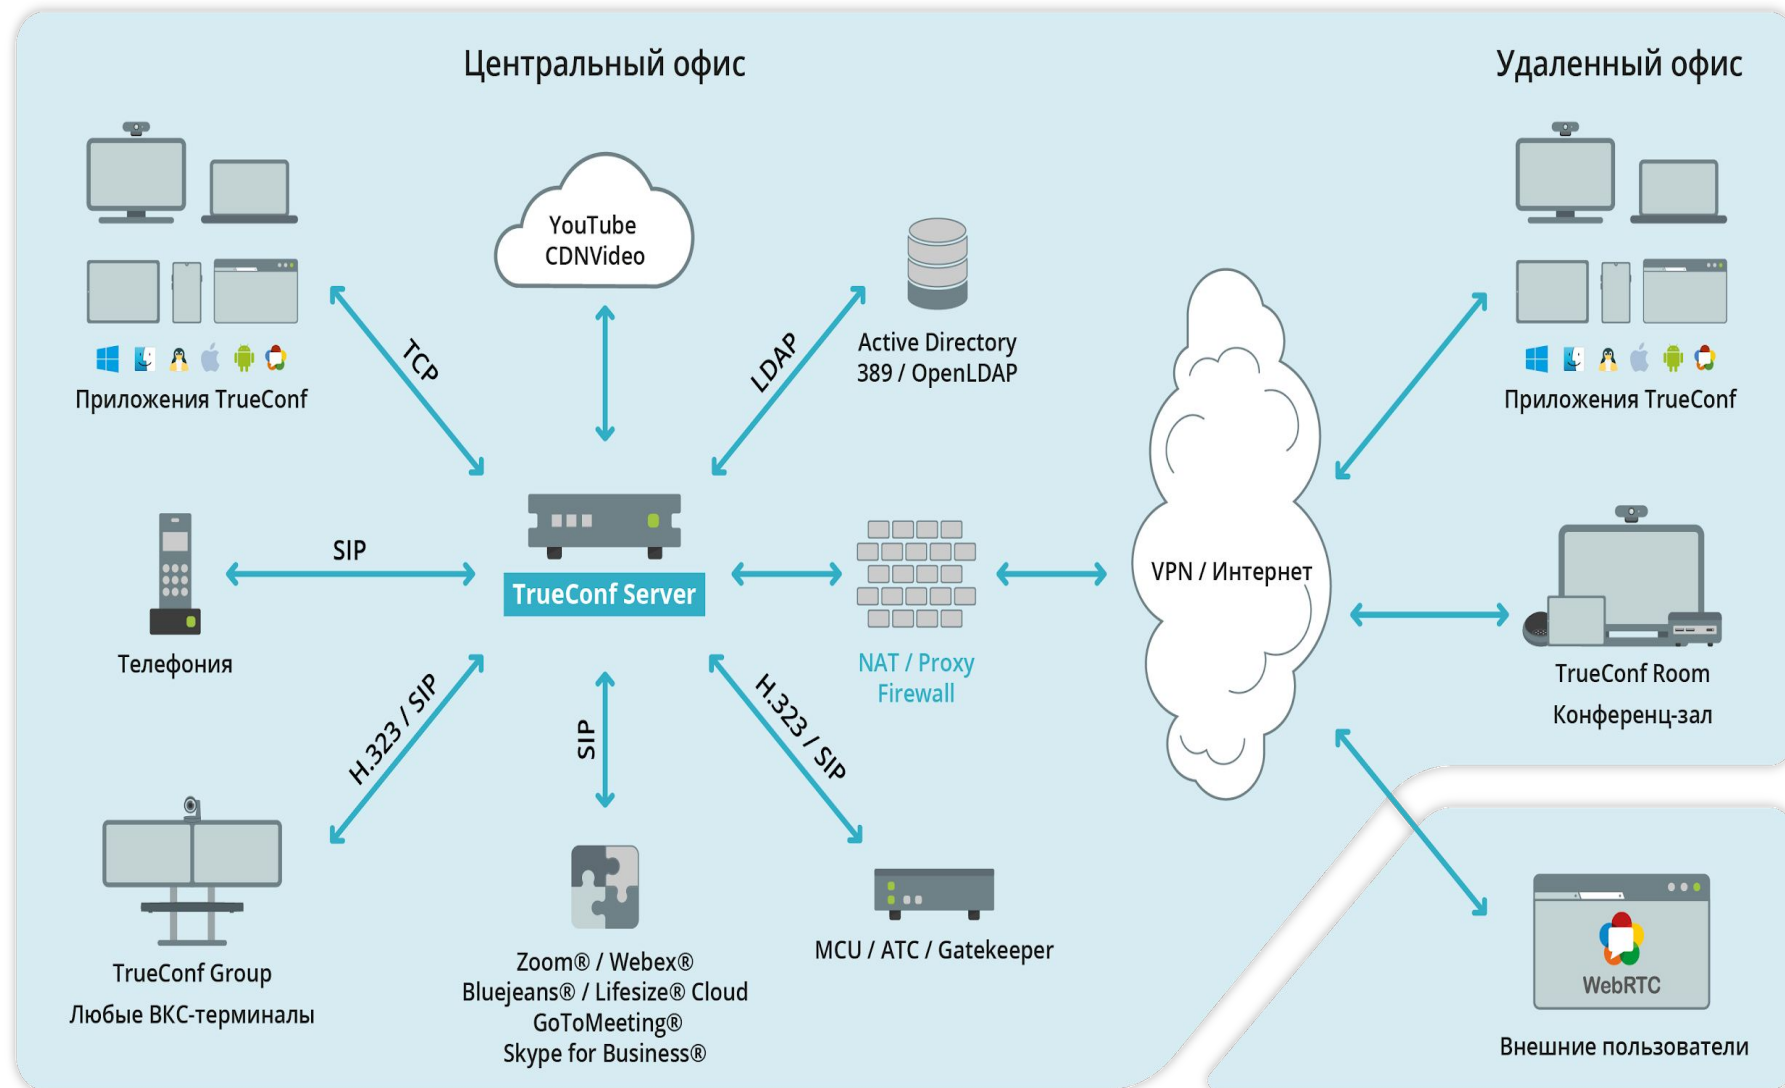 Центральный офис
Удаленный офис
YouTube
CDNVideo
TCP
LDAP
Active Directory
389 / OpenLDAP
Приложения TrueConf
Приложения TrueConf
SIP
TrueConf Server
VPN / Интернет
Телефония
NAT / Proxy
Firewall
TrueConf Room
Конференц-зал
H.323 / SIP
SIP
H.323 / SIP
MCU / ATC / Gatekeeper
TrueConf Group
Любые ВКС-терминалы
Zoom® / Webex®
Bluejeans® / Lifesize® Cloud
GoToMeeting®
Skype for Business®
WebRTC
Внешние пользователи